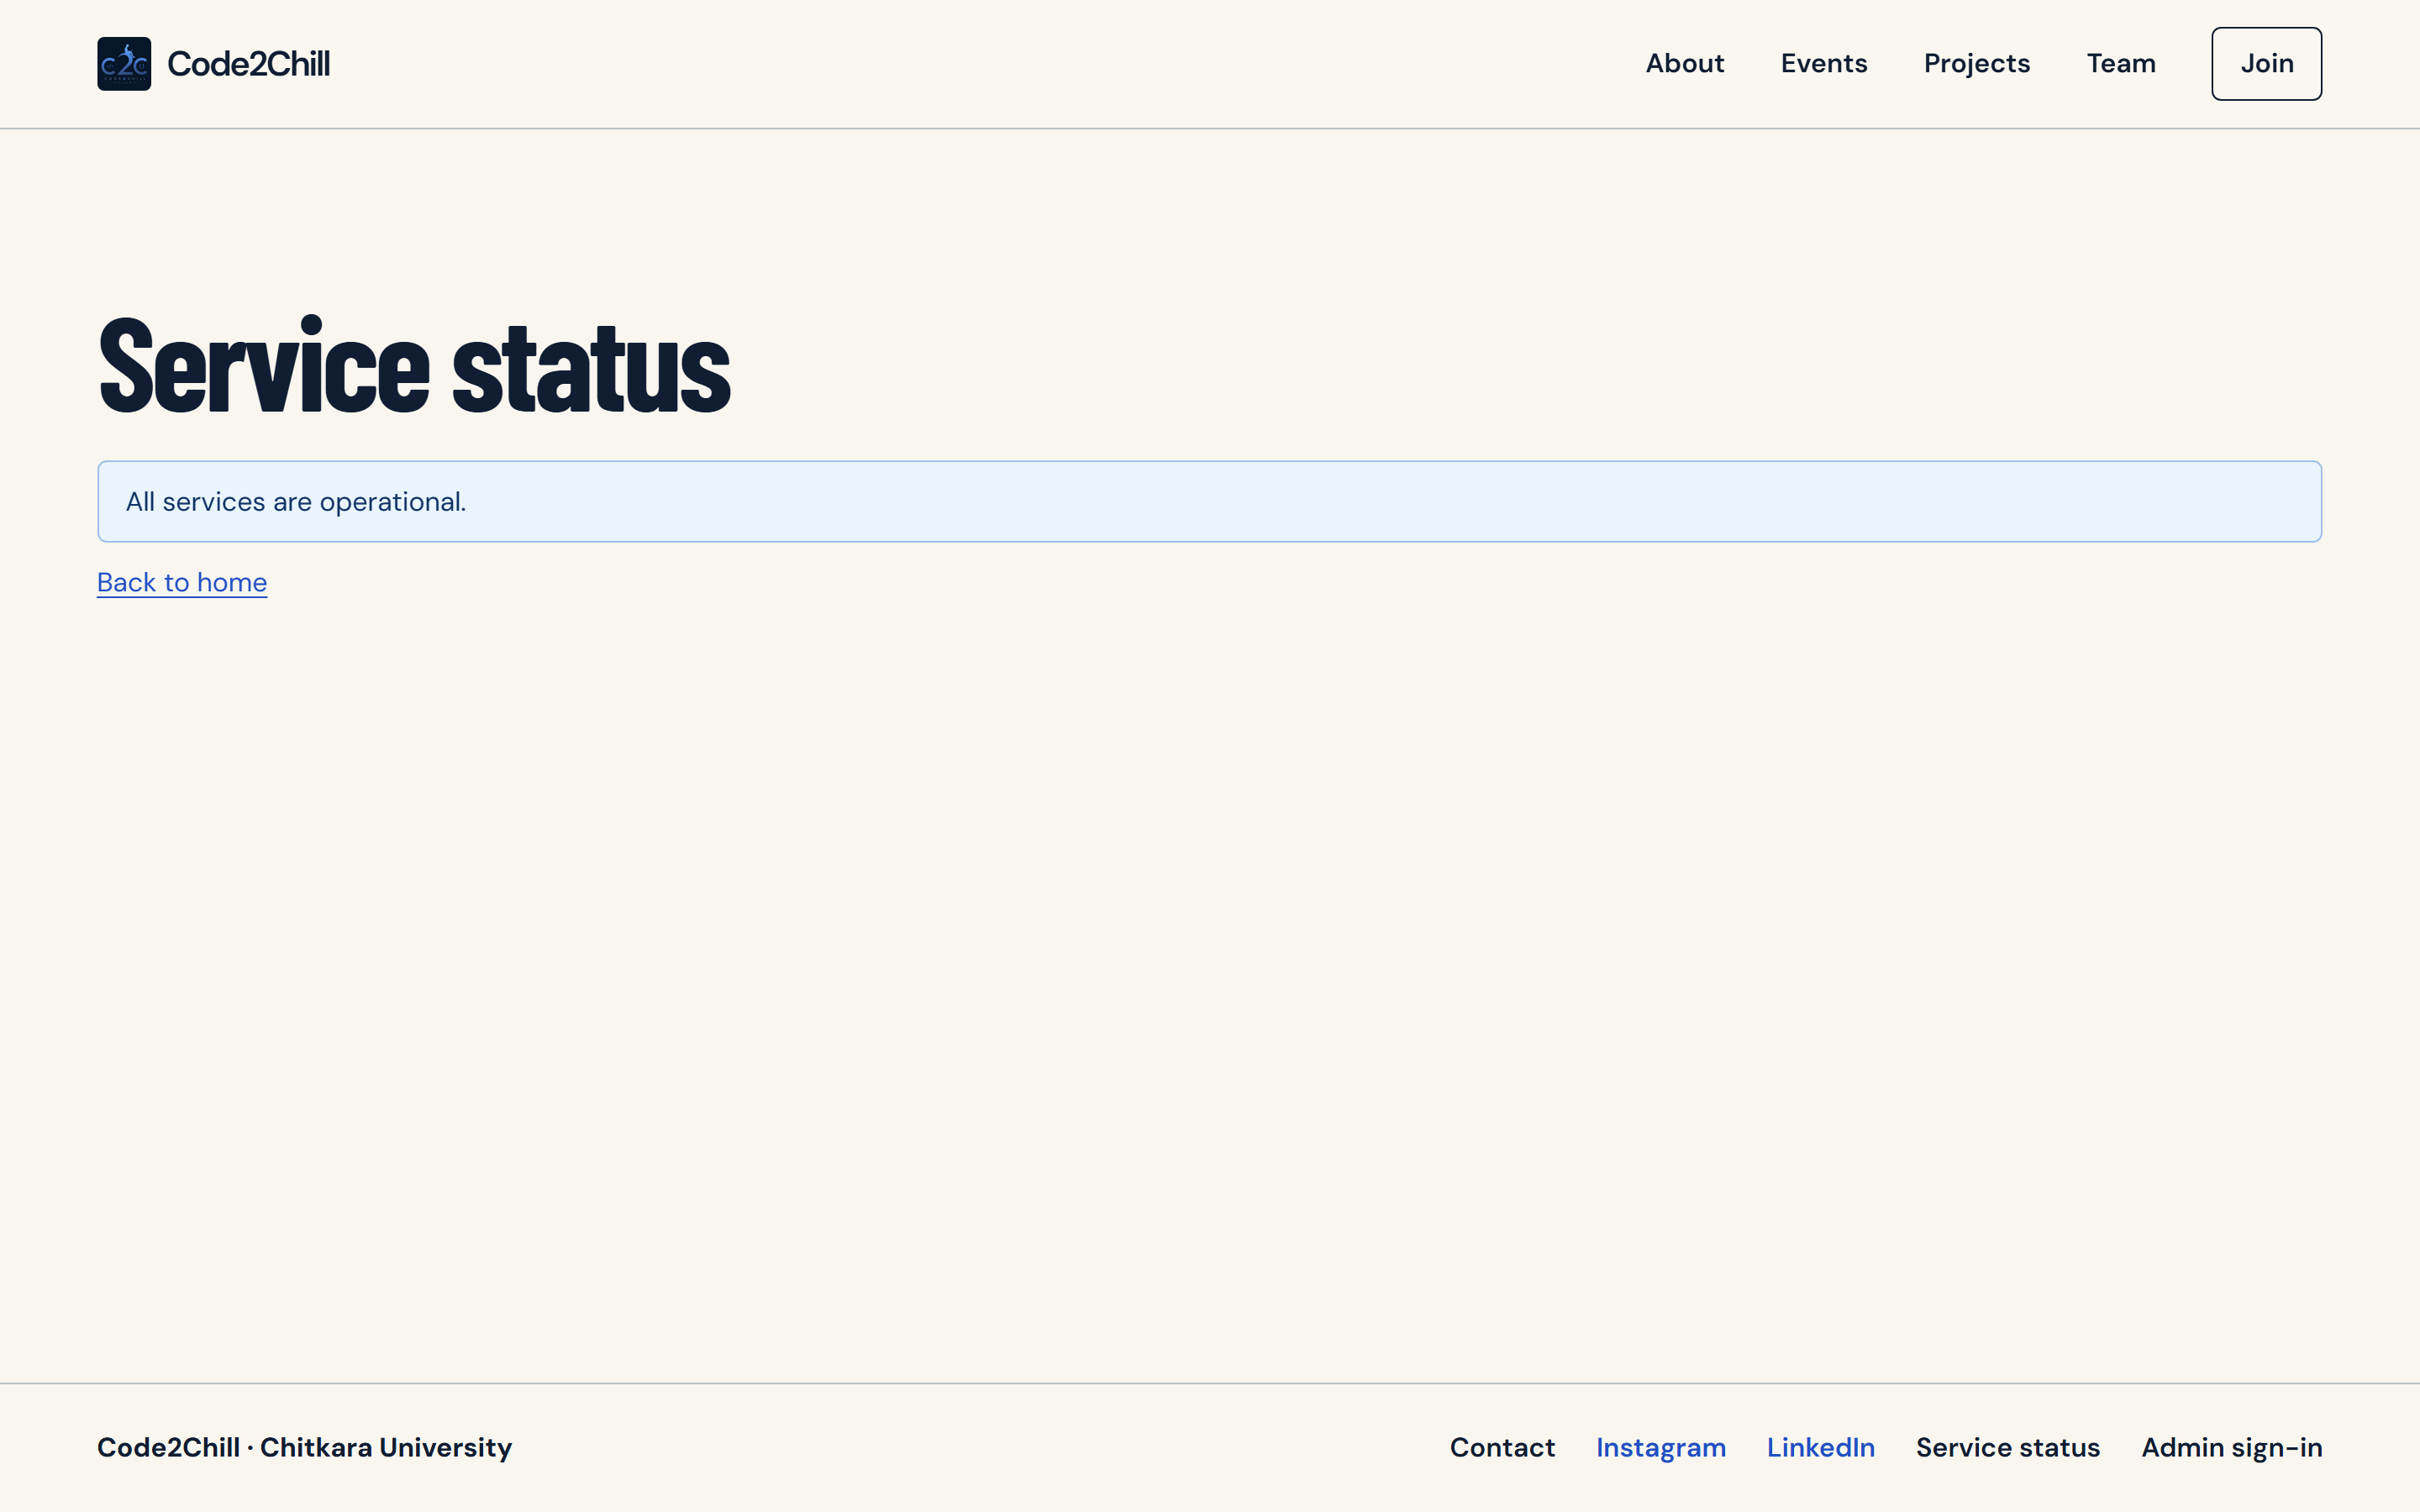 C2C
Code2Chill
About
Events
Projects
Team
Join
Service status
All services are operational.
Back to home
Code2Chill · Chitkara University
Contact
Instagram
LinkedIn
Service status
Admin sign-in